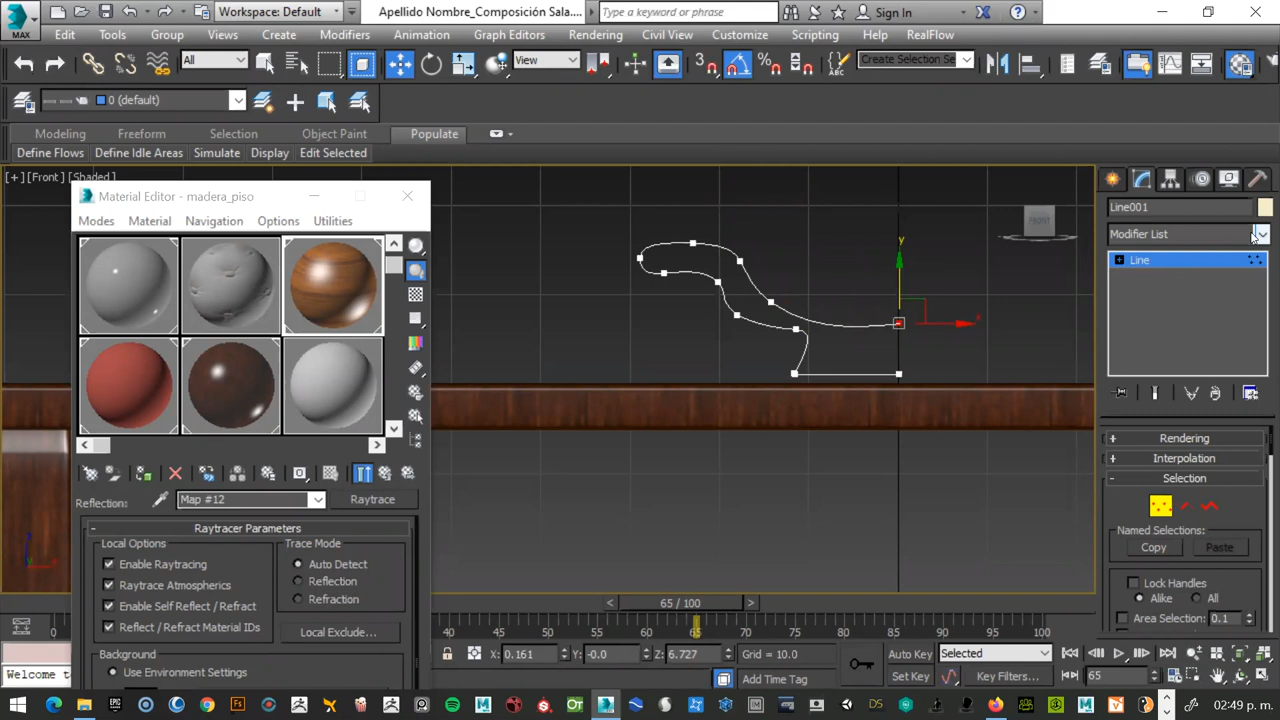 MAX
Workspace: Default
Apellido Nombre_Composición Sala....
Type a keyword or phrase
Sign In
Edit Tools Group Views Create Modifiers Animation Graph Editors Rendering Civil View Customize Scripting Help RealFlow
All
View
3
Create Selection Se
0 (default)
Modeling Freeform Selection Object Paint Populate
Define Flows Define Idle Areas Simulate Display Edit Selected
[+] [Front] [Shaded]
Material Editor - madera_piso
Modes Material Navigation Options Utilities
FRONT
y
x
Line001
Modifier List
Line
Rendering
Interpolation
Selection
Named Selections:
Copy Paste
Lock Handles
Alike All
Area Selection: 0.1
Reflection: Map #12 Raytrace
Raytracer Parameters
Local Options
Enable Raytracing
Raytrace Atmospherics
Enable Self Reflect / Refract
Reflect / Refract Material IDs
Trace Mode
Auto Detect
Reflection
Refraction
Local Exclude...
Background
Use Environment Settings
65 / 100
0 40 45 50 55 60 65 70 75 80 85 90 95 100
X: 0.161 Y: -0.0 Z: 6.727 Grid = 10.0
Add Time Tag
Auto Key Selected
Set Key Key Filters...
65
Welcome t
02:49 p. m.